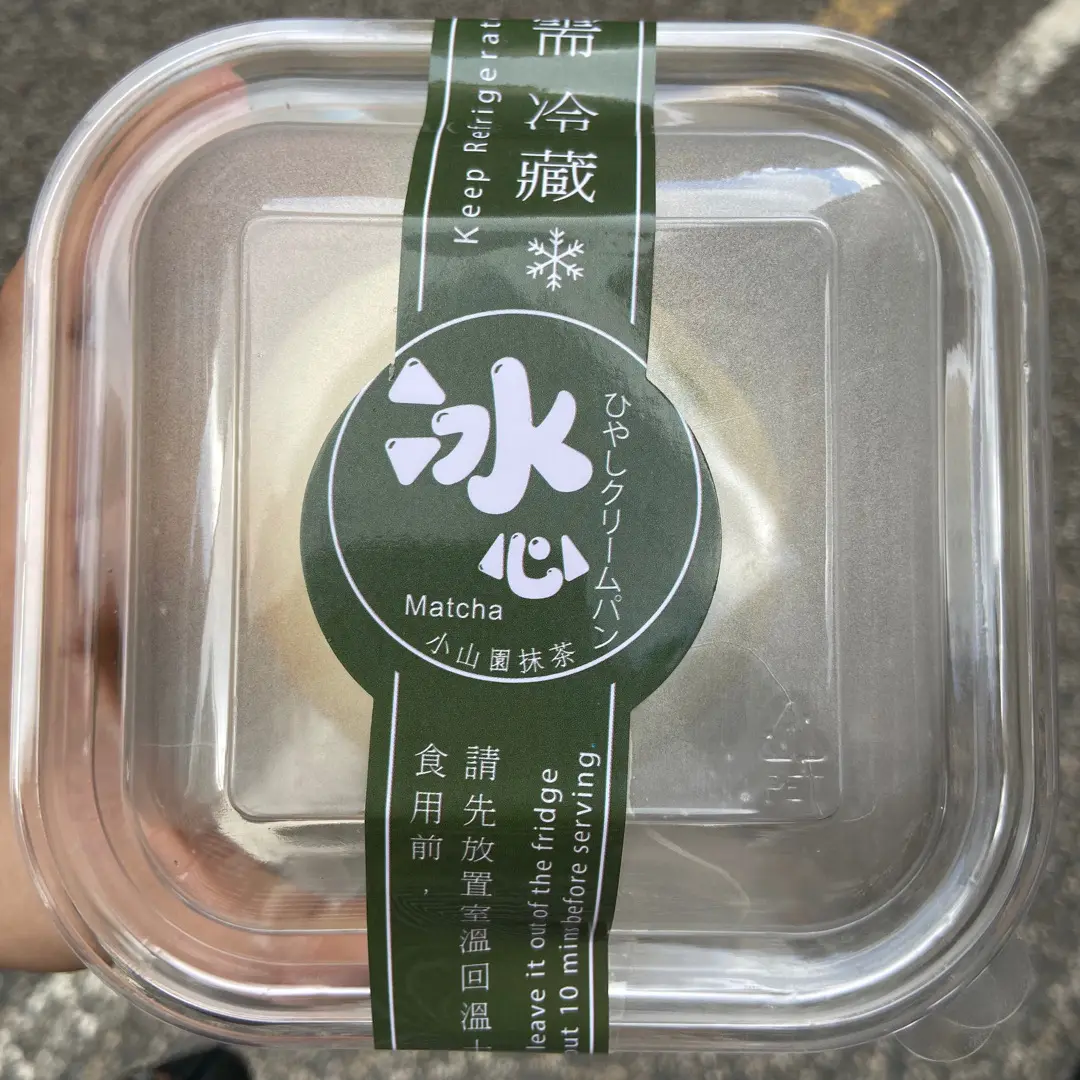 需冷藏
Keep Refrigerat
冰心
ひやしクリームパン
Matcha
小山園抹茶
食用前，
請先放置室溫回溫
leave it out of the fridge
out 10 mins before serving.
PET